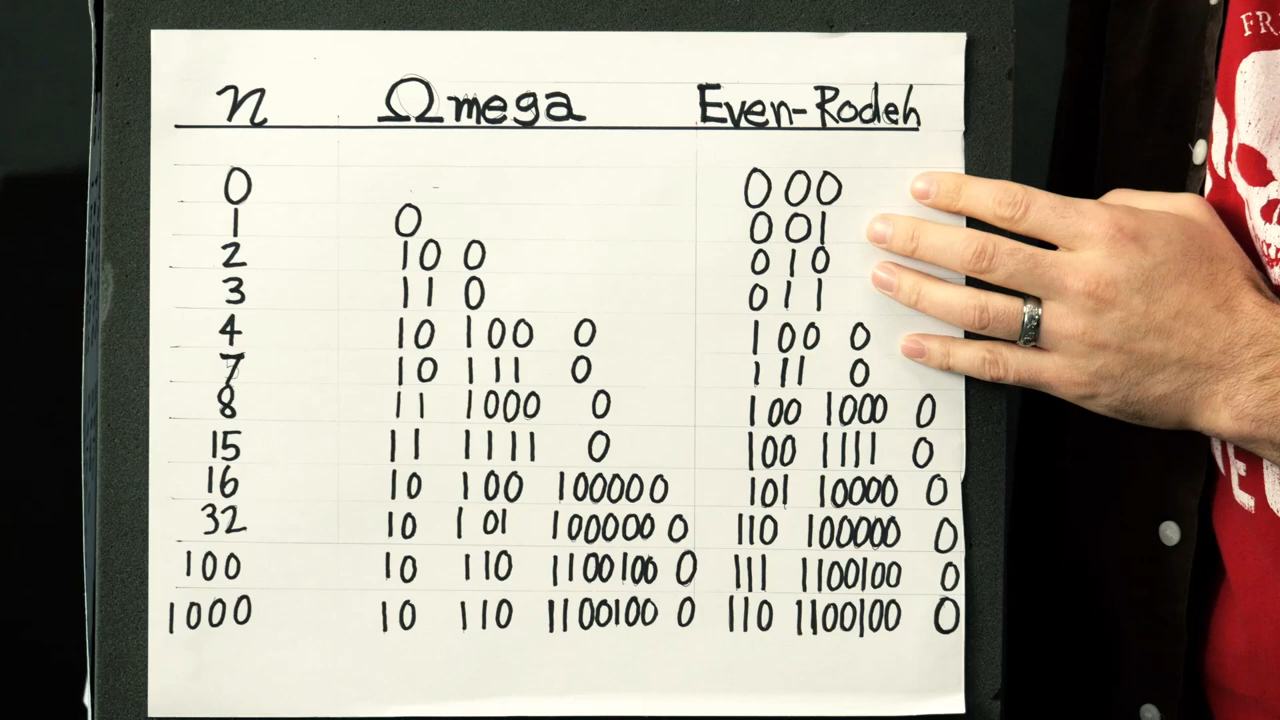 n Ωmega Even-Rodeh
0 000
1 0 001
2 10 0 010
3 11 0 011
4 10 100 0 100 0
7 10 111 0 111 0
8 11 1000 0 100 1000 0
15 11 1111 0 100 1111 0
16 10 100 100000 101 10000 0
32 10 101 100000 0 110 100000 0
100 10 110 1100100 0 111 1100100 0
1000 10 110 1100100 0 110 1100100 0